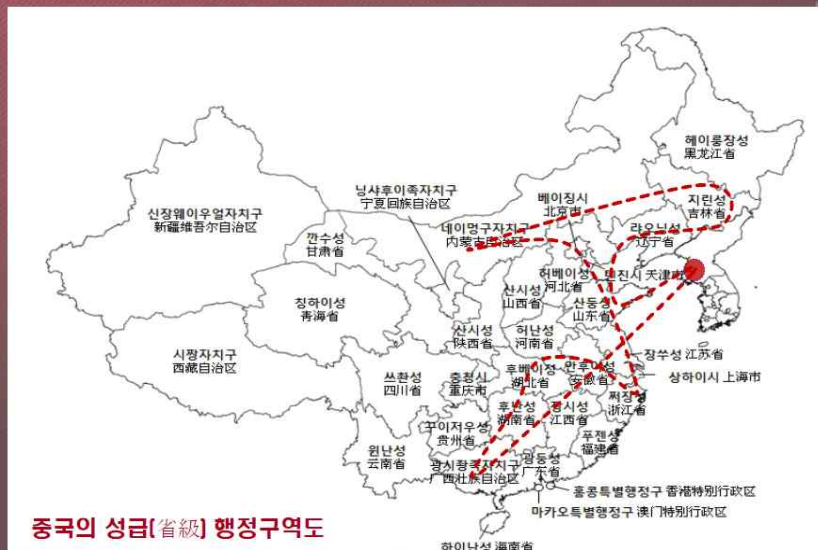 헤이룽장성
黑龙江省
닝샤후이족자치구
宁夏回族自治区
베이징시
北京市
지린성
吉林省
신장웨이우얼자치구
新疆维吾尔自治区
네이멍구자치구
内蒙古自治区
랴오닝성
辽宁省
깐수성
甘肃省
허베이성
河北省
톈진시 天津市
산시성
山西省
칭하이성
青海省
산둥성
山东省
산시성
陕西省
허난성
河南省
시짱자치구
西藏自治区
장쑤성 江苏省
쓰촨성
四川省
충칭시
重庆市
후베이성
湖北省
안후이성
安徽省
상하이시 上海市
쩌장성
浙江省
후난성
湖南省
장시성
江西省
꾸이저우성
贵州省
푸젠성
福建省
윈난성
云南省
광시장족자치구
广西壮族自治区
광둥성
广东省
홍콩특별행정구 香港特別行政区
마카오특별행정구 澳门特別行政区
중국의 성급(省級) 행정구역도
하이난성 海南省